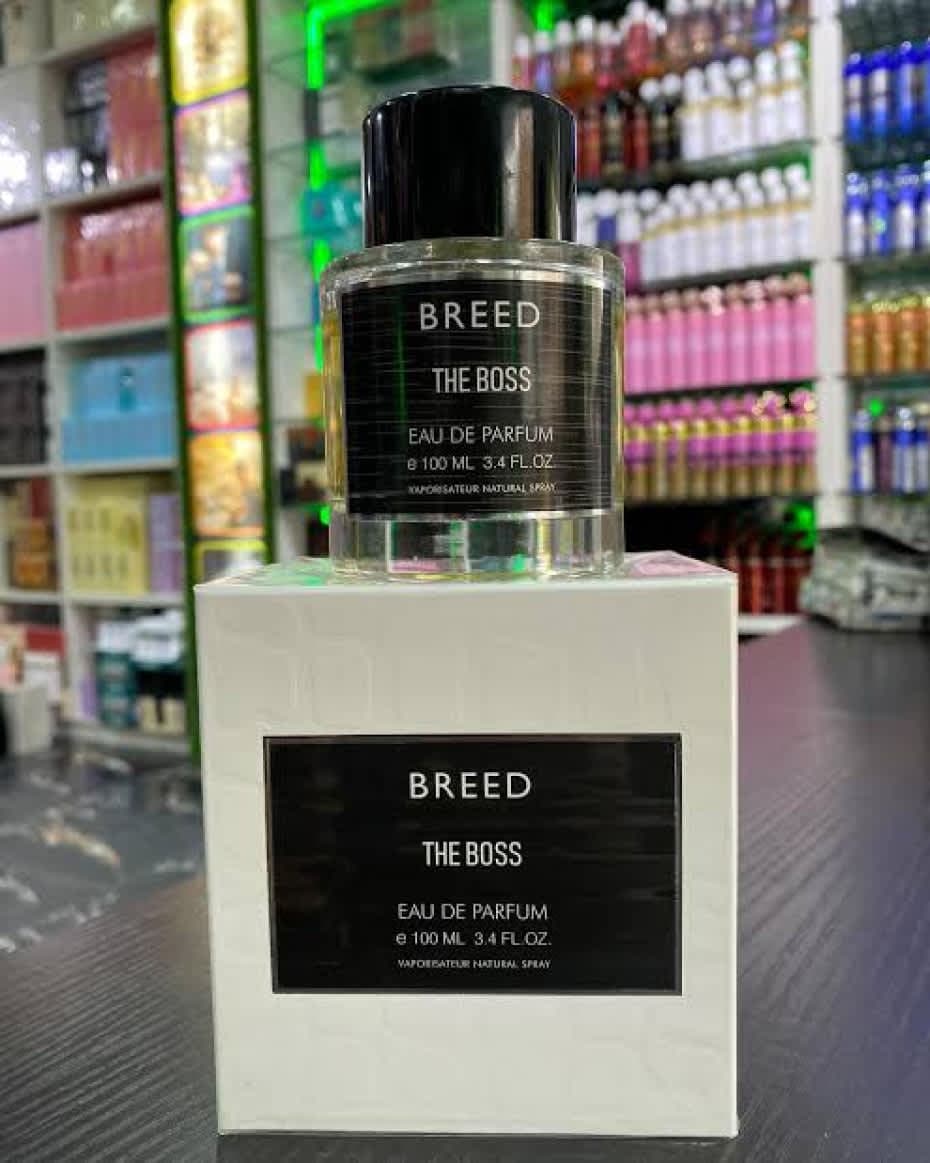 BREED
THE BOSS
EAU DE PARFUM
e 100 ML 3.4 FL.OZ.
VAPORISATEUR NATURAL SPRAY
BREED
THE BOSS
EAU DE PARFUM
e 100 ML 3.4 FL.OZ.
VAPORISATEUR NATURAL SPRAY